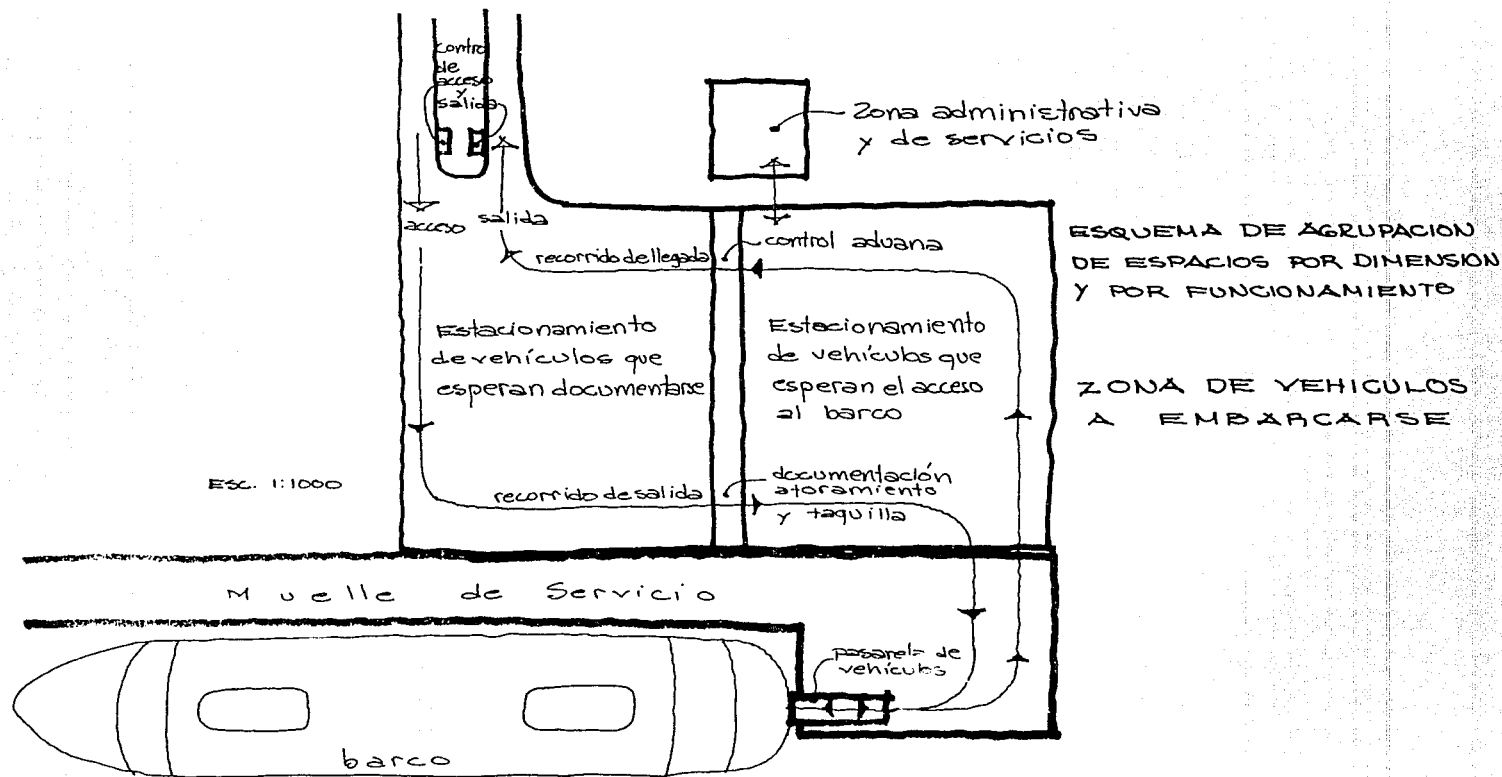 control
de
acceso
y
salida
Zona administrativa
y de servicios
acceso
salida
recorrido de llegada
control aduana
ESQUEMA DE AGRUPACION
DE ESPACIOS POR DIMENSION
Y POR FUNCIONAMIENTO
Estacionamiento
de vehículos que
esperan documentarse
Estacionamiento
de vehículos que
esperan el acceso
al barco
ZONA DE VEHICULOS
A EMBARCARSE
ESC. 1:1000
recorrido de salida
documentación
aforamiento
y taquilla
Muelle de Servicio
pasarela de
vehículos
barco